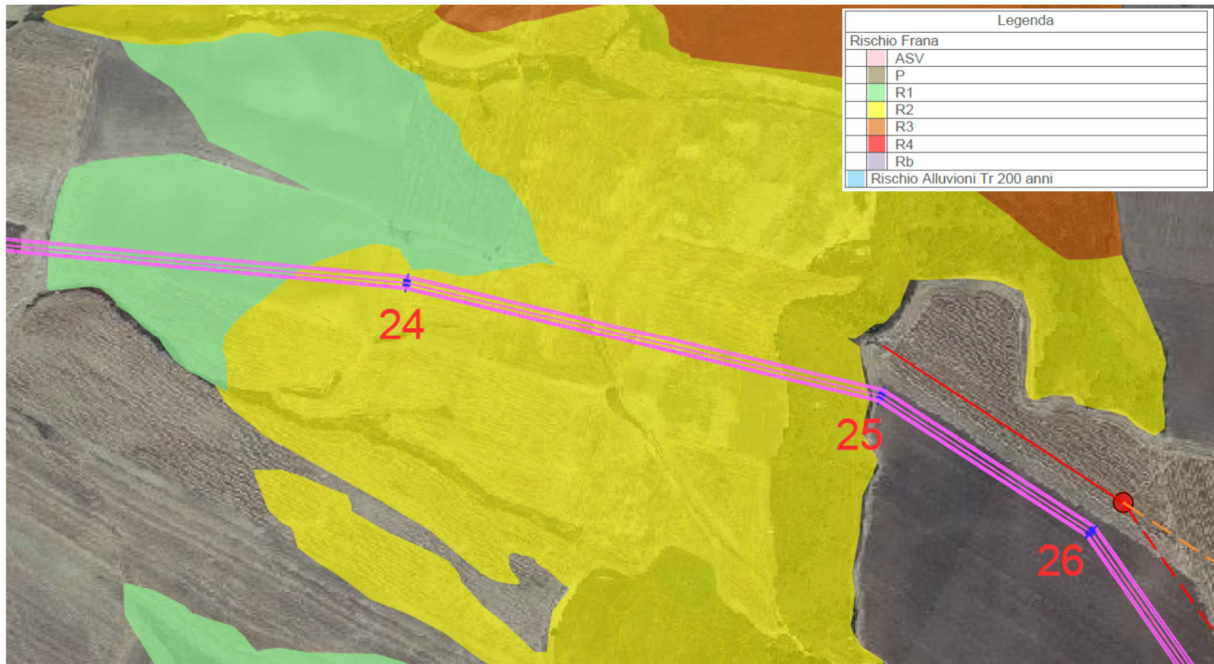 Legenda
Rischio Frana
ASV
P
R1
R2
R3
R4
Rb
Rischio Alluvioni Tr 200 anni
24
25
26